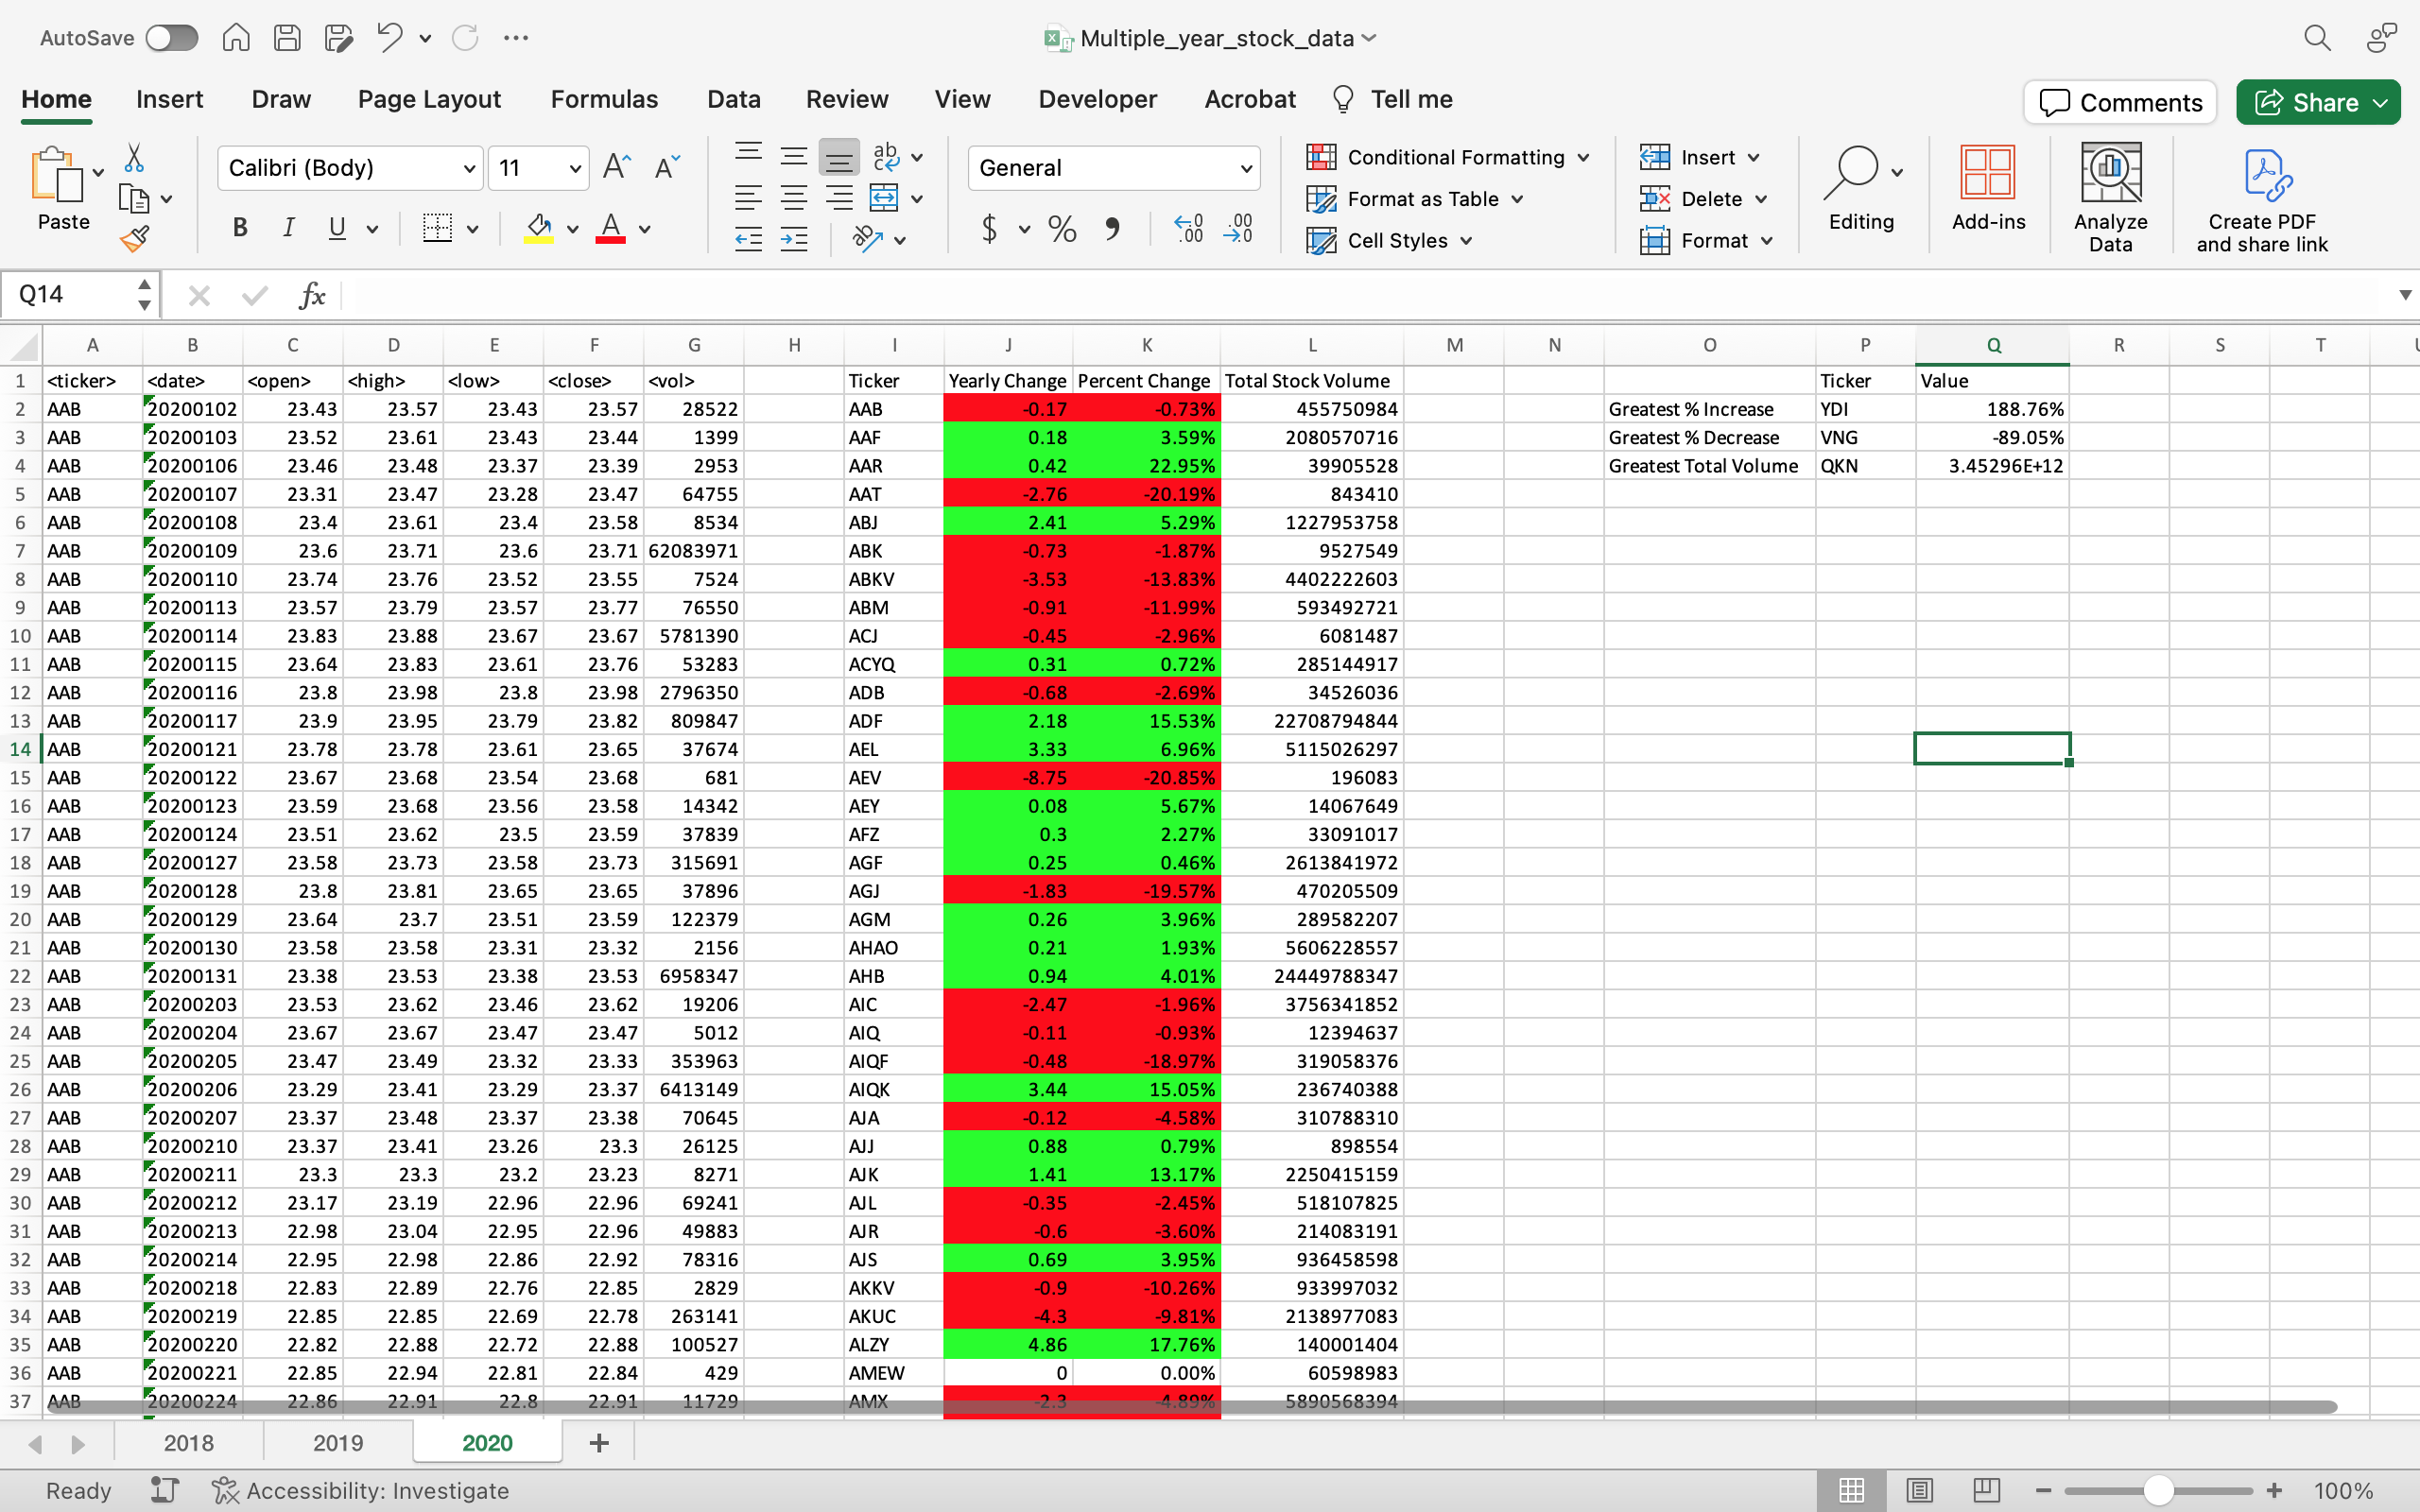 AutoSave Multiple_year_stock_data
Home Insert Draw Page Layout Formulas Data Review View Developer Acrobat Tell me Comments Share
Paste Calibri (Body) 11 General Conditional Formatting Format as Table Cell Styles Insert Delete Format Editing Add-ins Analyze Data Create PDF and share link
Q14 fx
A B C D E F G H I J K L M N O P Q R S T
1 <ticker> <date> <open> <high> <low> <close> <vol> Ticker Yearly Change Percent Change Total Stock Volume Ticker Value
2 AAB 20200102 23.43 23.57 23.43 23.57 28522 AAB -0.17 -0.73% 455750984 Greatest % Increase YDI 188.76%
3 AAB 20200103 23.52 23.61 23.43 23.44 1399 AAF 0.18 3.59% 2080570716 Greatest % Decrease VNG -89.05%
4 AAB 20200106 23.46 23.48 23.37 23.39 2953 AAR 0.42 22.95% 39905528 Greatest Total Volume QKN 3.45296E+12
5 AAB 20200107 23.31 23.47 23.28 23.47 64755 AAT -2.76 -20.19% 843410
6 AAB 20200108 23.4 23.61 23.4 23.58 8534 ABJ 2.41 5.29% 1227953758
7 AAB 20200109 23.6 23.71 23.6 23.71 62083971 ABK -0.73 -1.87% 9527549
8 AAB 20200110 23.74 23.76 23.52 23.55 7524 ABKV -3.53 -13.83% 4402222603
9 AAB 20200113 23.57 23.79 23.57 23.77 76550 ABM -0.91 -11.99% 593492721
10 AAB 20200114 23.83 23.88 23.67 23.67 5781390 ACJ -0.45 -2.96% 6081487
11 AAB 20200115 23.64 23.83 23.61 23.76 53283 ACYQ 0.31 0.72% 285144917
12 AAB 20200116 23.8 23.98 23.8 23.98 2796350 ADB -0.68 -2.69% 34526036
13 AAB 20200117 23.9 23.95 23.79 23.82 809847 ADF 2.18 15.53% 22708794844
14 AAB 20200121 23.78 23.78 23.61 23.65 37674 AEL 3.33 6.96% 5115026297
15 AAB 20200122 23.67 23.68 23.54 23.68 681 AEV -8.75 -20.85% 196083
16 AAB 20200123 23.59 23.68 23.56 23.58 14342 AEY 0.08 5.67% 14067649
17 AAB 20200124 23.51 23.62 23.5 23.59 37839 AFZ 0.3 2.27% 33091017
18 AAB 20200127 23.58 23.73 23.58 23.73 315691 AGF 0.25 0.46% 2613841972
19 AAB 20200128 23.8 23.81 23.65 23.65 37896 AGJ -1.83 -19.57% 470205509
20 AAB 20200129 23.64 23.7 23.51 23.59 122379 AGM 0.26 3.96% 289582207
21 AAB 20200130 23.58 23.58 23.31 23.32 2156 AHAO 0.21 1.93% 5606228557
22 AAB 20200131 23.38 23.53 23.38 23.53 6958347 AHB 0.94 4.01% 24449788347
23 AAB 20200203 23.53 23.62 23.46 23.62 19206 AIC -2.47 -1.96% 3756341852
24 AAB 20200204 23.67 23.67 23.47 23.47 5012 AIQ -0.11 -0.93% 12394637
25 AAB 20200205 23.47 23.49 23.32 23.33 353963 AIQF -0.48 -18.97% 319058376
26 AAB 20200206 23.29 23.41 23.29 23.37 6413149 AIQK 3.44 15.05% 236740388
27 AAB 20200207 23.37 23.48 23.37 23.38 70645 AJA -0.12 -4.58% 310788310
28 AAB 20200210 23.37 23.41 23.26 23.3 26125 AJJ 0.88 0.79% 898554
29 AAB 20200211 23.3 23.3 23.2 23.23 8271 AJK 1.41 13.17% 2250415159
30 AAB 20200212 23.17 23.19 22.96 22.96 69241 AJL -0.35 -2.45% 518107825
31 AAB 20200213 22.98 23.04 22.95 22.96 49883 AJR -0.6 -3.60% 214083191
32 AAB 20200214 22.95 22.98 22.86 22.92 78316 AJS 0.69 3.95% 936458598
33 AAB 20200218 22.83 22.89 22.76 22.85 2829 AKKV -0.9 -10.26% 933997032
34 AAB 20200219 22.85 22.85 22.69 22.78 263141 AKUC -4.3 -9.81% 2138977083
35 AAB 20200220 22.82 22.88 22.72 22.88 100527 ALZY 4.86 17.76% 140001404
36 AAB 20200221 22.85 22.94 22.81 22.84 429 AMEW 0 0.00% 60598983
37 AAB 20200224 22.86 22.91 22.8 22.91 11729 AMX -2.3 -4.89% 5890568394
2018 2019 2020
Ready Accessibility: Investigate 100%